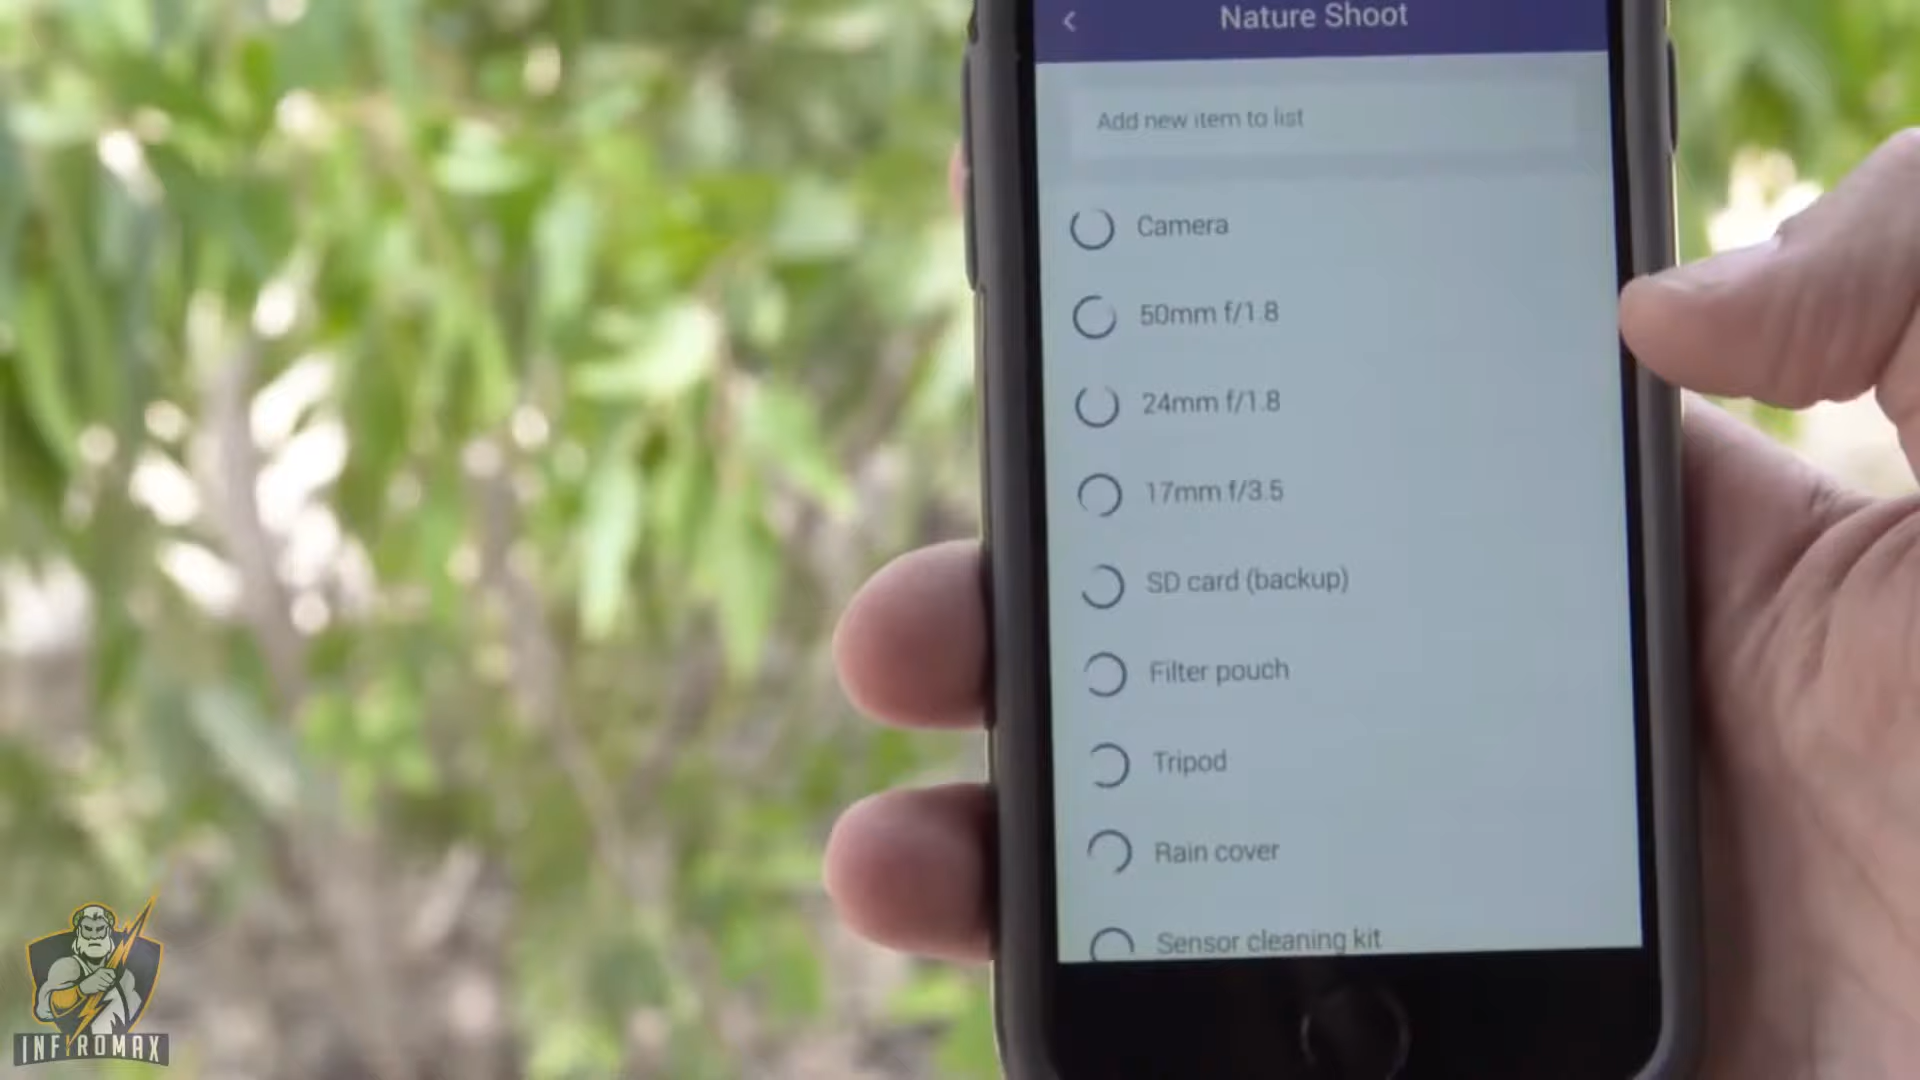 Nature Shoot
Add new item to list
Camera
50mm f/1.8
24mm f/1.8
17mm f/3.5
SD card (backup)
Filter pouch
Tripod
Rain cover
Sensor cleaning kit
INFIROMAX